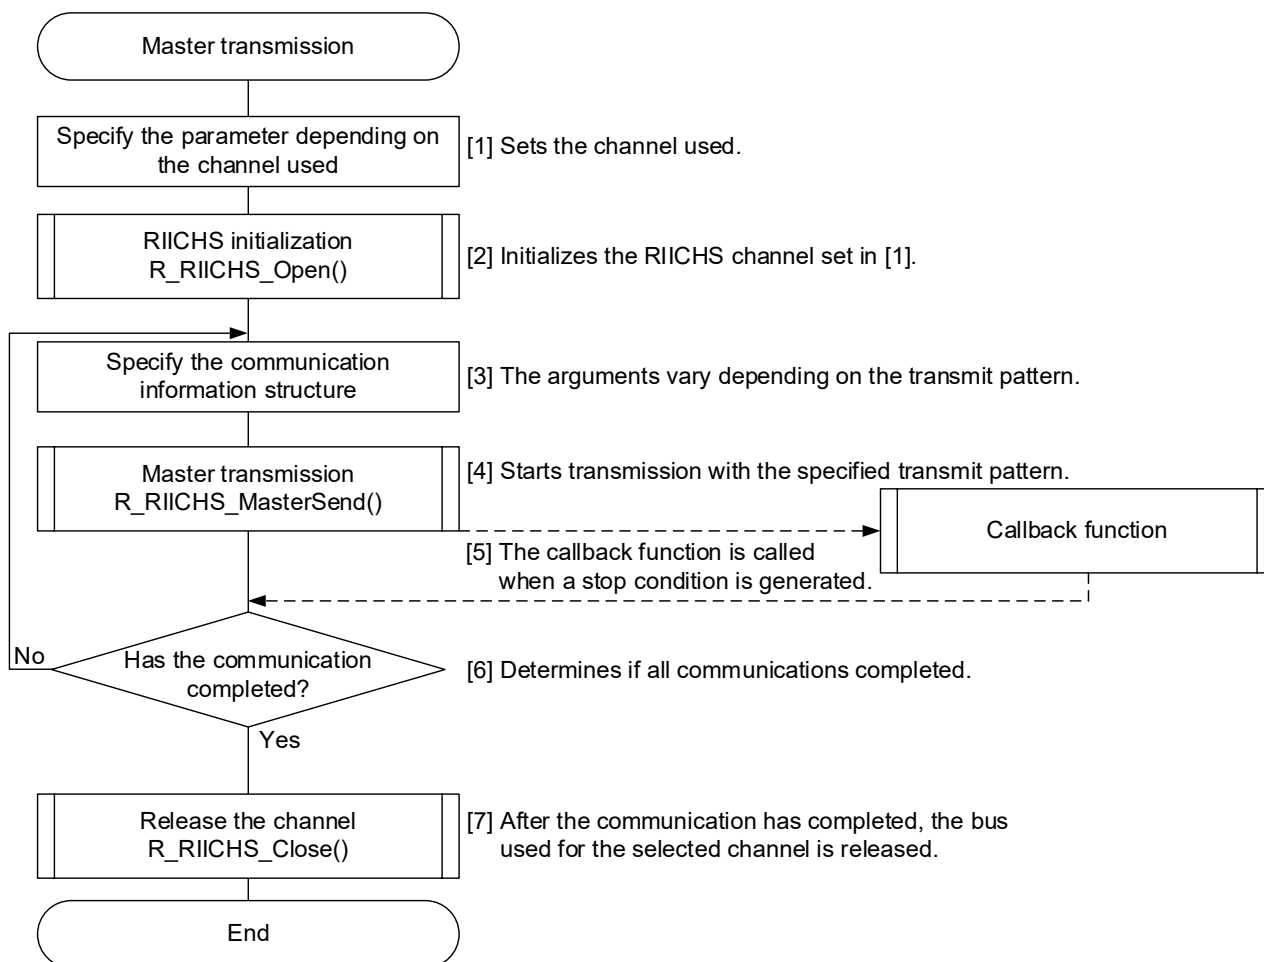 Master transmission
Specify the parameter depending on
the channel used
[1] Sets the channel used.
RIICHS initialization
R_RIICHS_Open()
[2] Initializes the RIICHS channel set in [1].
Specify the communication
information structure
[3] The arguments vary depending on the transmit pattern.
Master transmission
R_RIICHS_MasterSend()
[4] Starts transmission with the specified transmit pattern.
Callback function
[5] The callback function is called
when a stop condition is generated.
No
Has the communication
completed?
[6] Determines if all communications completed.
Yes
Release the channel
R_RIICHS_Close()
[7] After the communication has completed, the bus
used for the selected channel is released.
End